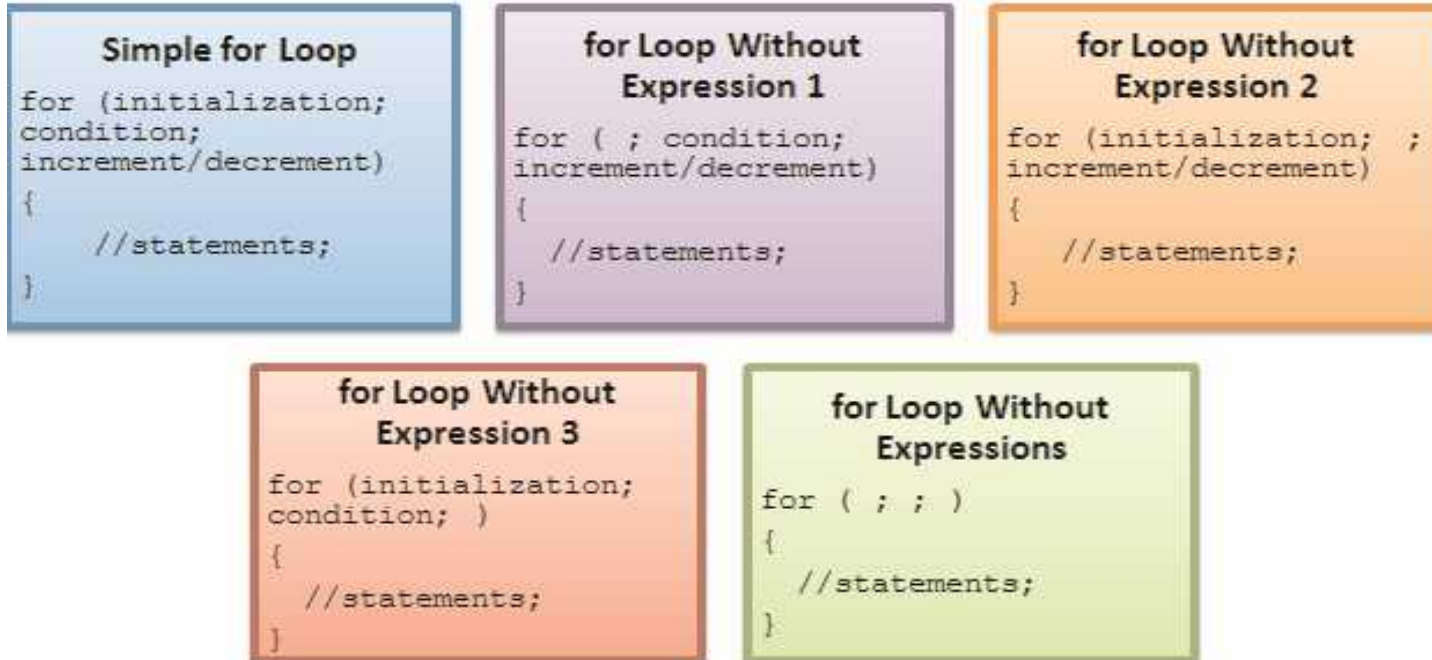 Simple for Loop
for (initialization;
condition;
increment/decrement)
{
//statements;
}
for Loop Without
Expression 1
for ( ; condition;
increment/decrement)
{
//statements;
}
for Loop Without
Expression 2
for (initialization; ;
increment/decrement)
{
//statements;
}
for Loop Without
Expression 3
for (initialization;
condition; )
{
//statements;
}
for Loop Without
Expressions
for ( ; ; )
{
//statements;
}